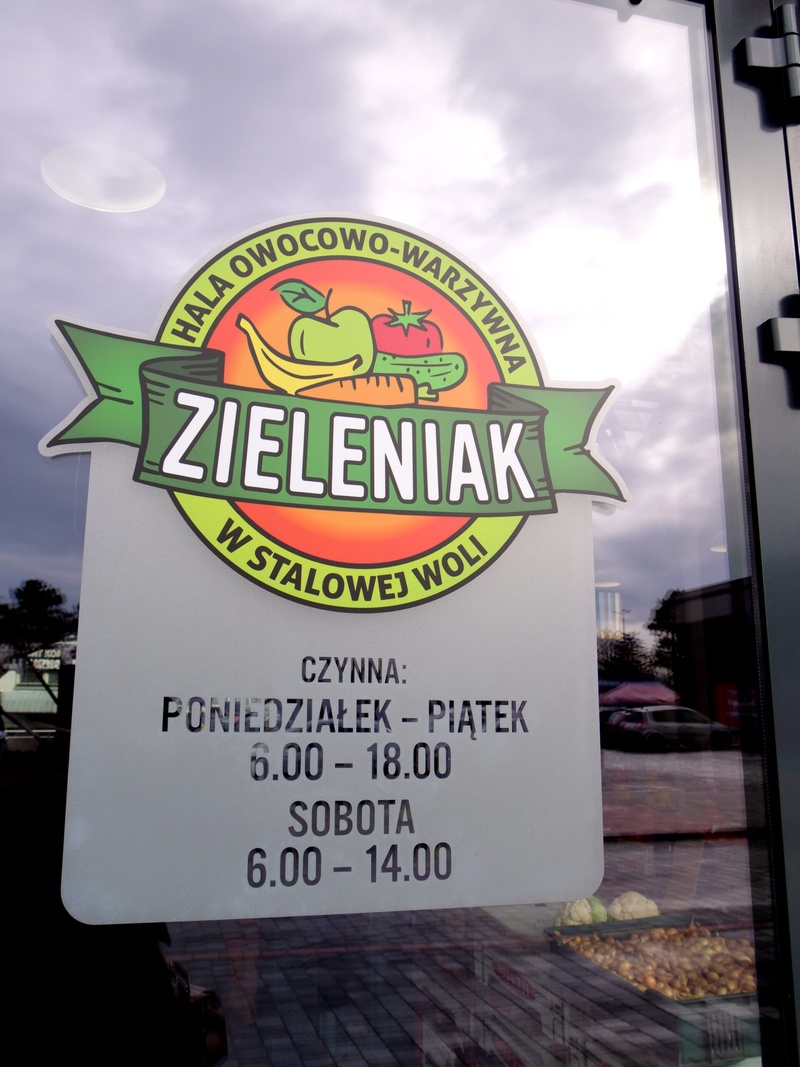 HALA OWOCOWO-WARZYWNA
ZIELENIAK
W STALOWEJ WOLI
CZYNNA:
PONIEDZIAŁEK – PIĄTEK
6.00 – 18.00
SOBOTA
6.00 – 14.00